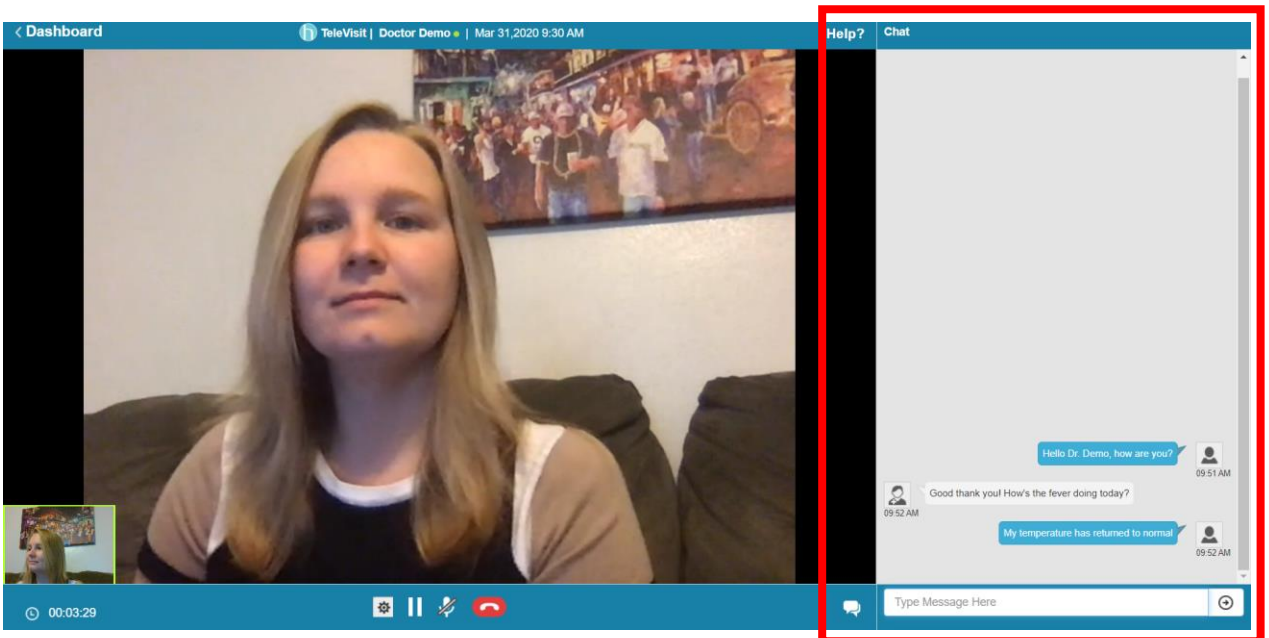 Dashboard
TeleVisit | Doctor Demo | Mar 31,2020 9:30 AM
Help?
Chat
Hello Dr. Demo, how are you?
09:51 AM
Good thank you! How's the fever doing today?
09:52 AM
My temperature has returned to normal
09:52 AM
00:03:29
Type Message Here